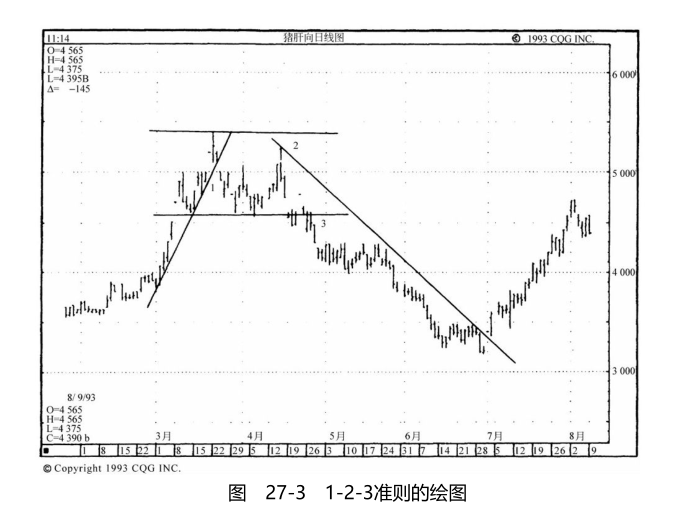 11:14 猪肝向日线图 © 1993 CQG INC.
O=4 565
H=4 565
L=4 375
L=4 395B
Δ= -145
6 000
5 000
4 000
3 000
2
1
3
8/ 9/93
O=4 565
H=4 565
L=4 375
C=4 390 b
3月 4月 5月 6月 7月 8月
1 8 15 22 1 8 15 22 29 5 12 19 26 3 10 17 24 31 7 14 21 28 5 12 19 26 2 9
© Copyright 1993 CQG INC.
图 27-3 1-2-3准则的绘图